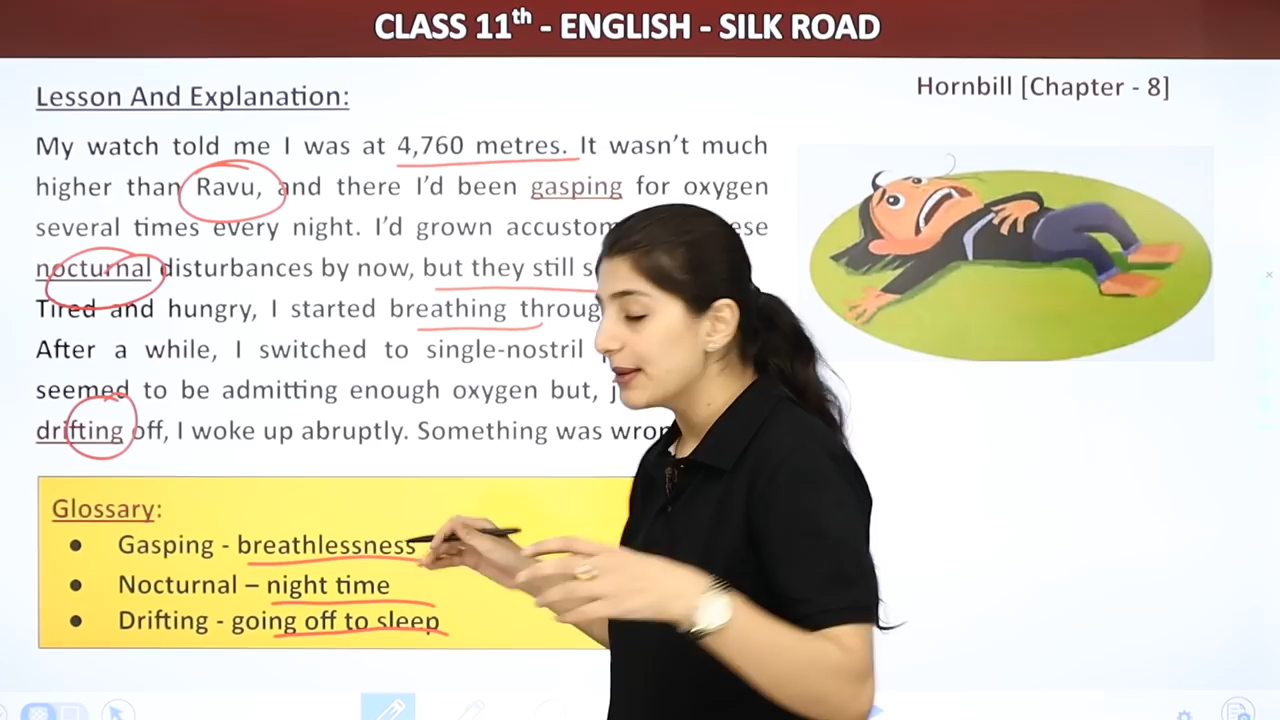 CLASS 11th - ENGLISH - SILK ROAD
Hornbill [Chapter - 8]
Lesson And Explanation:
My watch told me I was at 4,760 metres. It wasn't much
higher than Ravu, and there I'd been gasping for oxygen
several times every night. I'd grown
nocturnal disturbances by now, but they still
Tired and hungry, I started breathing
After a while, I switched to single-nostril
seemed to be admitting enough oxygen but,
drifting off, I woke up abruptly. Something was
Glossary:
● Gasping - breathlessness
● Nocturnal – night time
● Drifting - going off to sleep